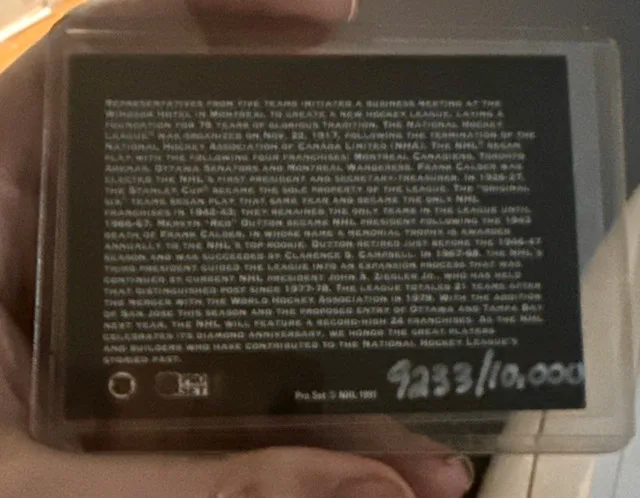 REPRESENTATIVES FROM FIVE TEAMS INITIATED A BUSINESS MEETING AT THE
WINDSOR HOTEL IN MONTREAL TO CREATE A NEW HOCKEY LEAGUE, LAYING A
FOUNDATION FOR 75 YEARS OF GLORIOUS TRADITION. THE NATIONAL HOCKEY
LEAGUE™ WAS ORGANIZED ON NOV. 22, 1917, FOLLOWING THE TERMINATION OF THE
NATIONAL HOCKEY ASSOCIATION OF CANADA LIMITED (NHA). THE NHL® BEGAN
PLAY WITH THE FOLLOWING FOUR FRANCHISES: MONTREAL CANADIENS, TORONTO
ARENAS, OTTAWA SENATORS AND MONTREAL WANDERERS. FRANK CALDER WAS
ELECTED THE NHL'S FIRST PRESIDENT AND SECRETARY-TREASURER. IN 1926-27,
THE STANLEY CUP® BECAME THE SOLE PROPERTY OF THE LEAGUE. THE "ORIGINAL
SIX" TEAMS BEGAN PLAY THAT SAME YEAR AND BECAME THE ONLY NHL
FRANCHISES IN 1942-43; THEY REMAINED THE ONLY TEAMS IN THE LEAGUE UNTIL
1966-67. MERVYN "RED" DUTTON BECAME NHL PRESIDENT FOLLOWING THE 1943
DEATH OF FRANK CALDER, IN WHOSE NAME A MEMORIAL TROPHY IS AWARDED
ANNUALLY TO THE NHL'S TOP ROOKIE. DUTTON RETIRED JUST BEFORE THE 1946-47
SEASON AND WAS SUCCEEDED BY CLARENCE S. CAMPBELL. IN 1967-68, THE NHL'S
THIRD PRESIDENT GUIDED THE LEAGUE INTO AN EXPANSION PROCESS THAT WAS
CONTINUED BY CURRENT NHL PRESIDENT JOHN A. ZIEGLER JR., WHO HAS HELD
THAT DISTINGUISHED POST SINCE 1977-78. THE LEAGUE TOTALED 21 TEAMS AFTER
THE MERGER WITH THE WORLD HOCKEY ASSOCIATION IN 1979. WITH THE ADDITION
OF SAN JOSE THIS SEASON AND THE PROPOSED ENTRY OF OTTAWA AND TAMPA BAY
NEXT YEAR, THE NHL WILL FEATURE A RECORD-HIGH 24 FRANCHISES. AS THE NHL
CELEBRATES ITS DIAMOND ANNIVERSARY, WE HONOR THE GREAT PLAYERS
AND BUILDERS WHO HAVE CONTRIBUTED TO THE NATIONAL HOCKEY LEAGUE'S
STORIED PAST.
Pro Set © NHL 1991
9233/10,000